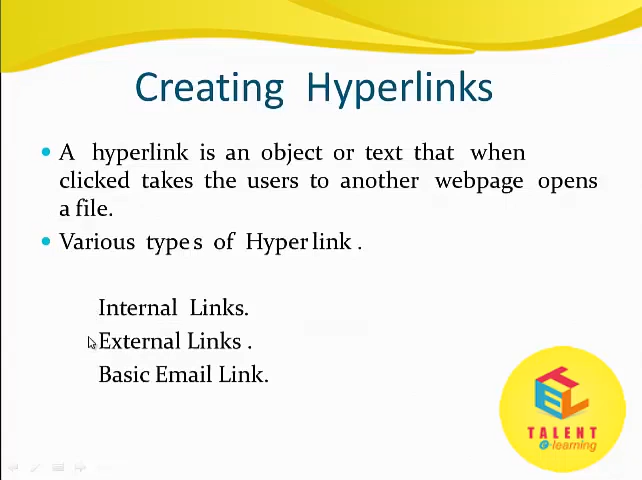 Creating Hyperlinks
A hyperlink is an object or text that when
clicked takes the users to another webpage opens
a file.
Various types of Hyperlink .
Internal Links.
External Links .
Basic Email Link.
TEL
TALENT
e-learning